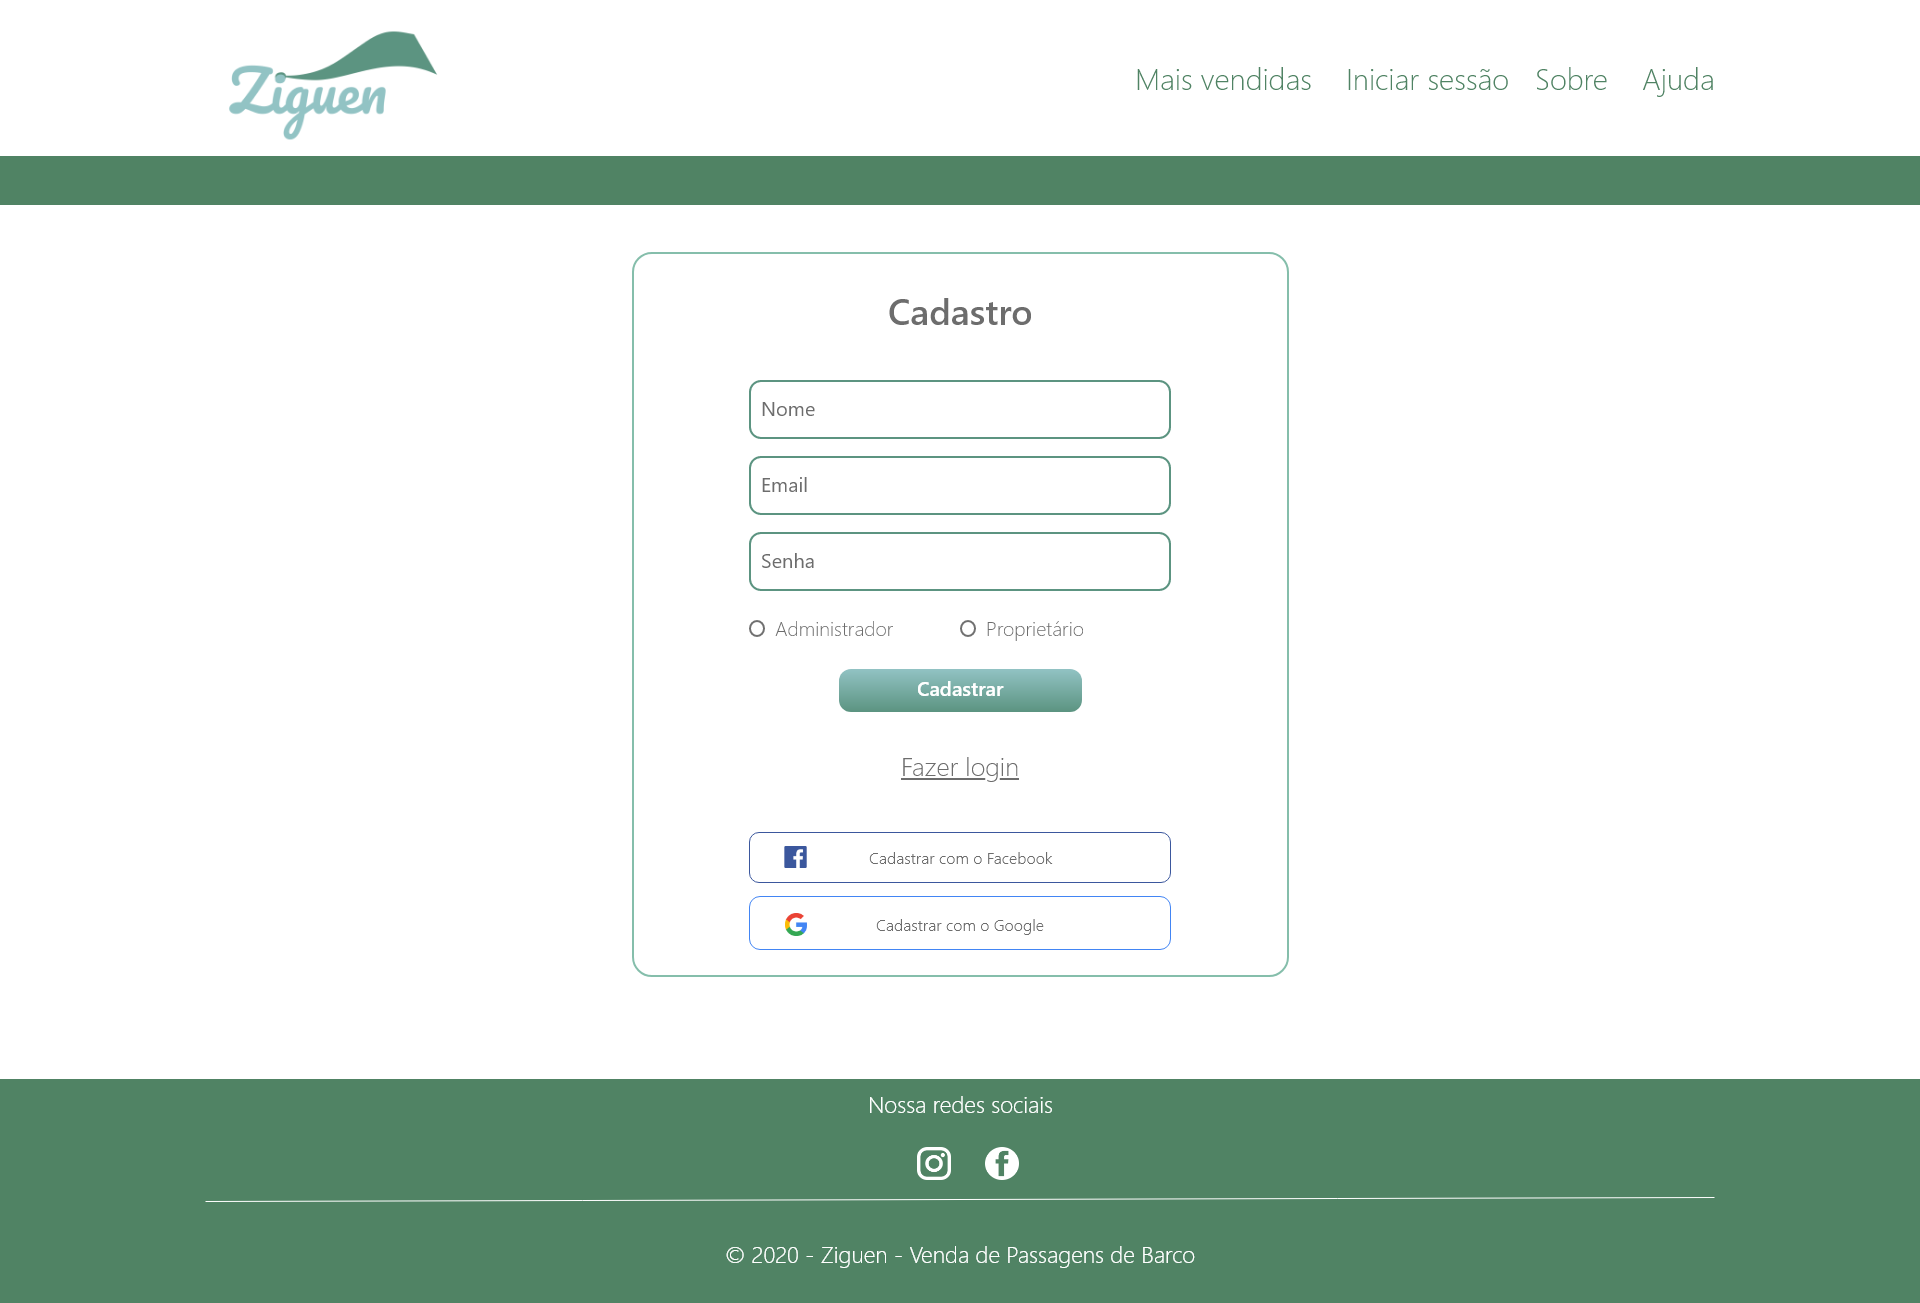 Ziguen
Mais vendidas Iniciar sessão Sobre Ajuda
Cadastro
Nome
Email
Senha
Administrador Proprietário
Cadastrar
Fazer login
Cadastrar com o Facebook
Cadastrar com o Google
Nossa redes sociais
© 2020 - Ziguen - Venda de Passagens de Barco